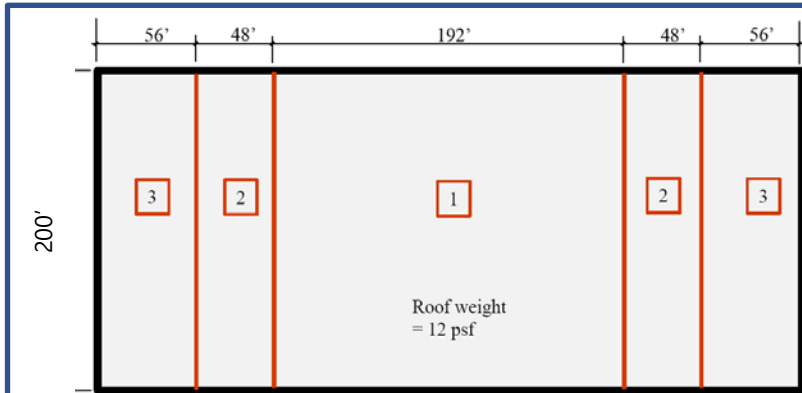 56’ 48’ 192’ 48’ 56’
200’
3 2 1 2 3
Roof weight
= 12 psf